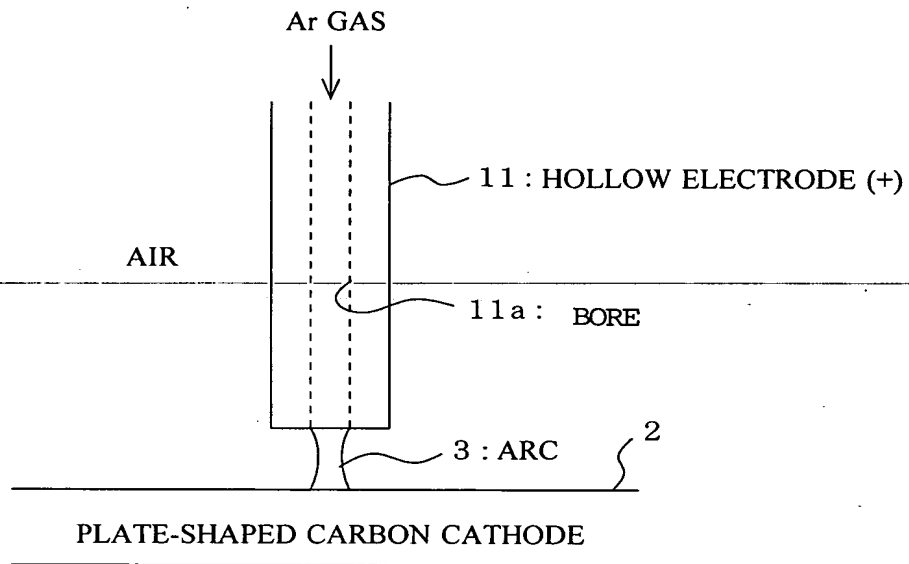 Ar GAS
11: HOLLOW ELECTRODE (+)
AIR
11a: BORE
2
3: ARC
PLATE-SHAPED CARBON CATHODE